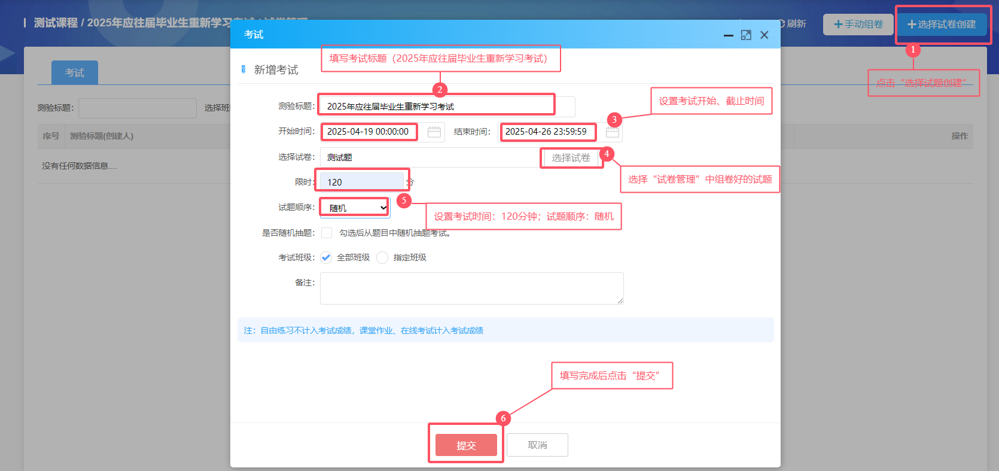 测试课程 / 2025年应往届毕业生重新学习
刷新
手动组卷
选择试卷创建
1
点击“选择试题创建”
考试
测验标题：
选择班
序号
测验标题(创建人)
操作
没有任何数据信息....
考试
填写考试标题（2025年应往届毕业生重新学习考试）
新增考试
2
测验标题：
2025年应往届毕业生重新学习考试
设置考试开始、截止时间
3
开始时间：
2025-04-19 00:00:00
结束时间：
2025-04-26 23:59:59
选择试卷：
测试题
选择试卷
4
选择“试卷管理”中组卷好的试题
限时：
120
分
5
试题顺序：
随机
设置考试时间：120分钟；试题顺序：随机
是否随机抽题：
勾选后从题目中随机抽题考试。
考试班级：
全部班级
指定班级
备注：
注：自由练习不计入考试成绩，课堂作业、在线考试计入考试成绩
填写完成后点击“提交”
6
提交
取消